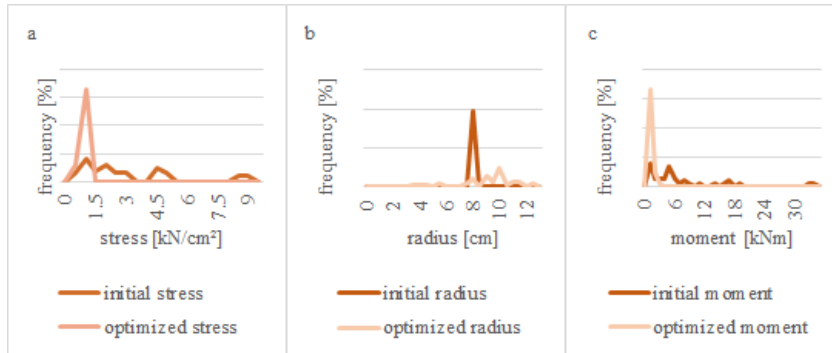 a
frequency [%]
0
1.5
3
4.5
6
7.5
9
stress [kN/cm²]
initial stress
optimized stress
b
frequency [%]
0
2
4
6
8
10
12
radius [cm]
initial radius
optimized radius
c
frequency [%]
0
6
12
18
24
30
moment [kNm]
initial moment
optimized moment